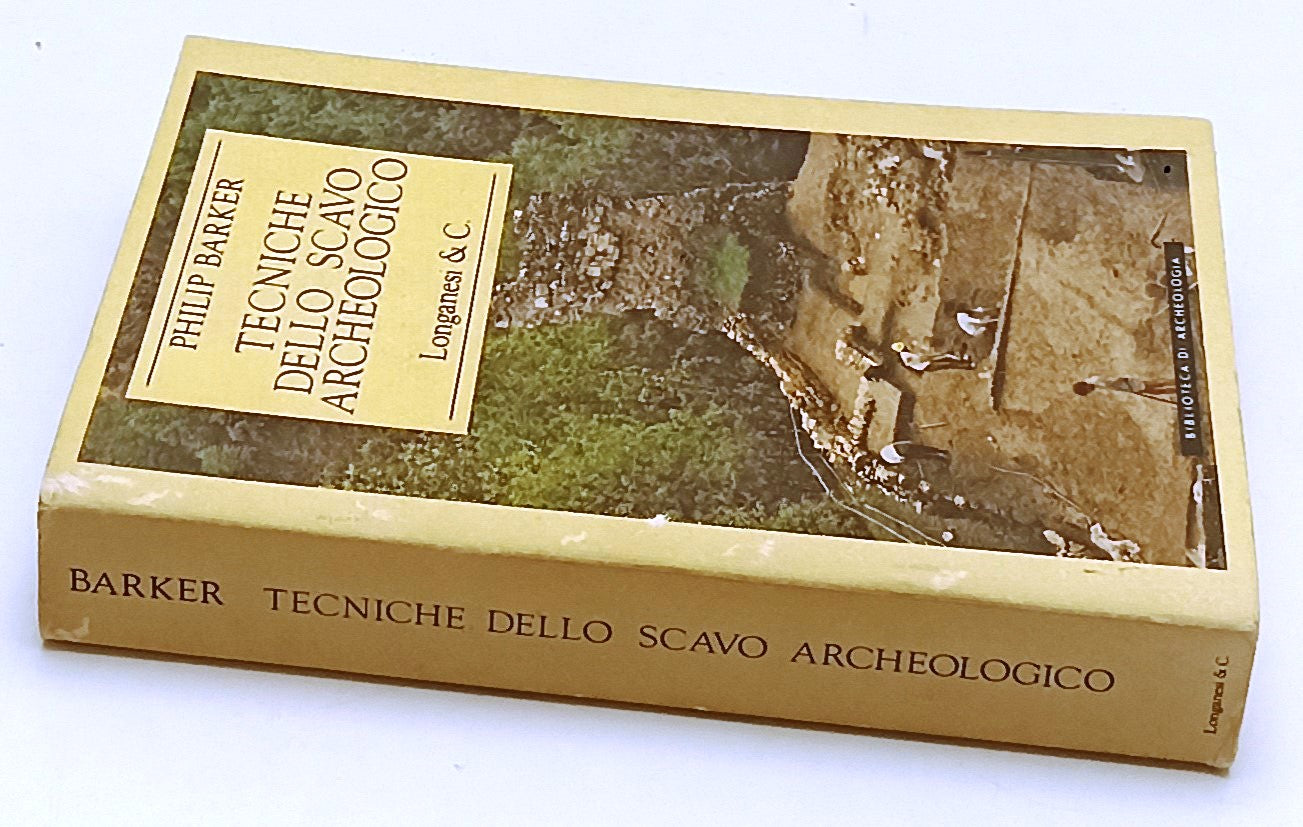 PHILIP BARKER
TECNICHE
DELLO SCAVO
ARCHEOLOGICO
Longanesi & C.
BIBLIOTECA DI ARCHEOLOGIA
BARKER TECNICHE DELLO SCAVO ARCHEOLOGICO
Longanesi & C.